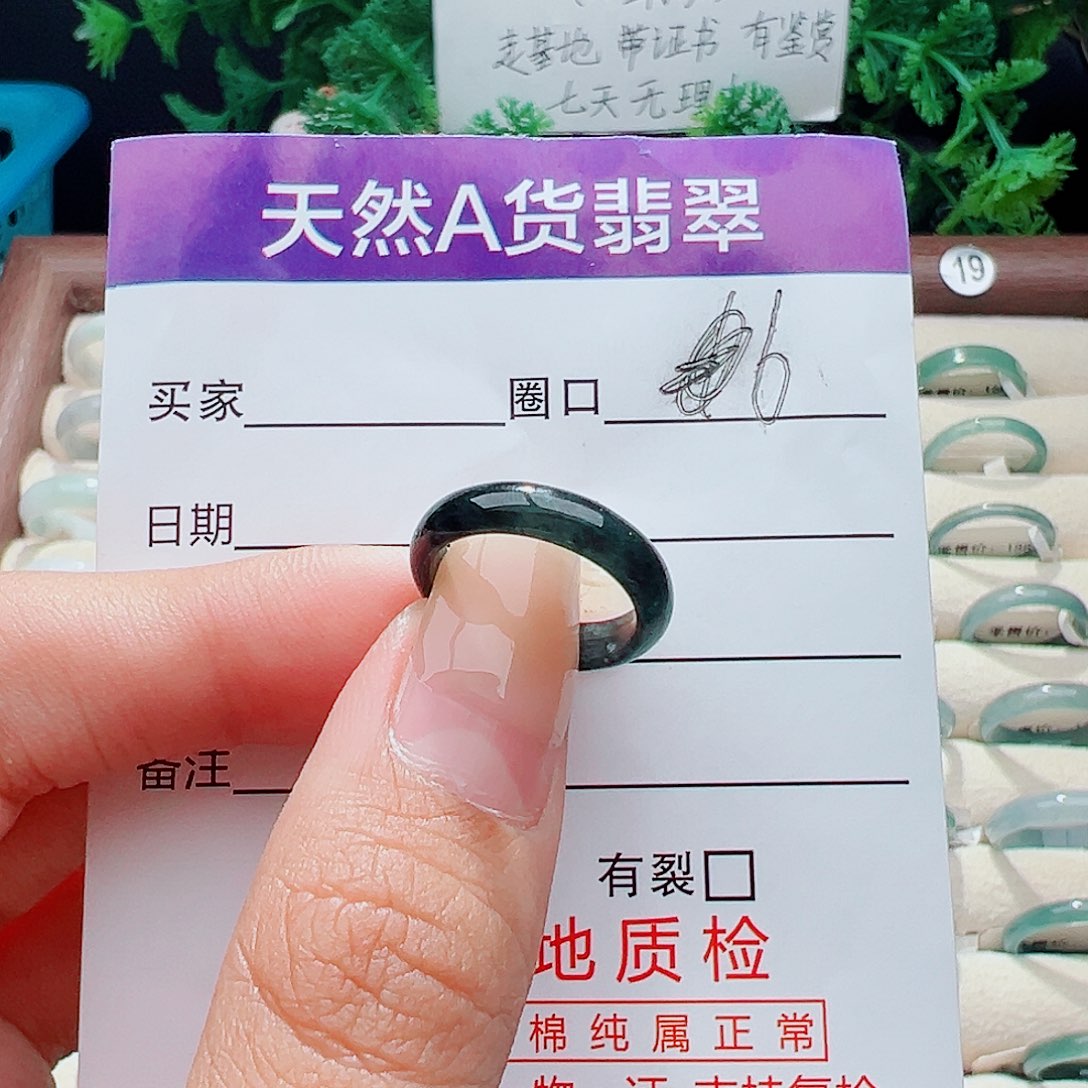 走基地 带证书 有鉴赏
七天无理
天然A货翡翠
19
买家 圈口 16
日期
备注
有裂
地质检
棉纯属正常